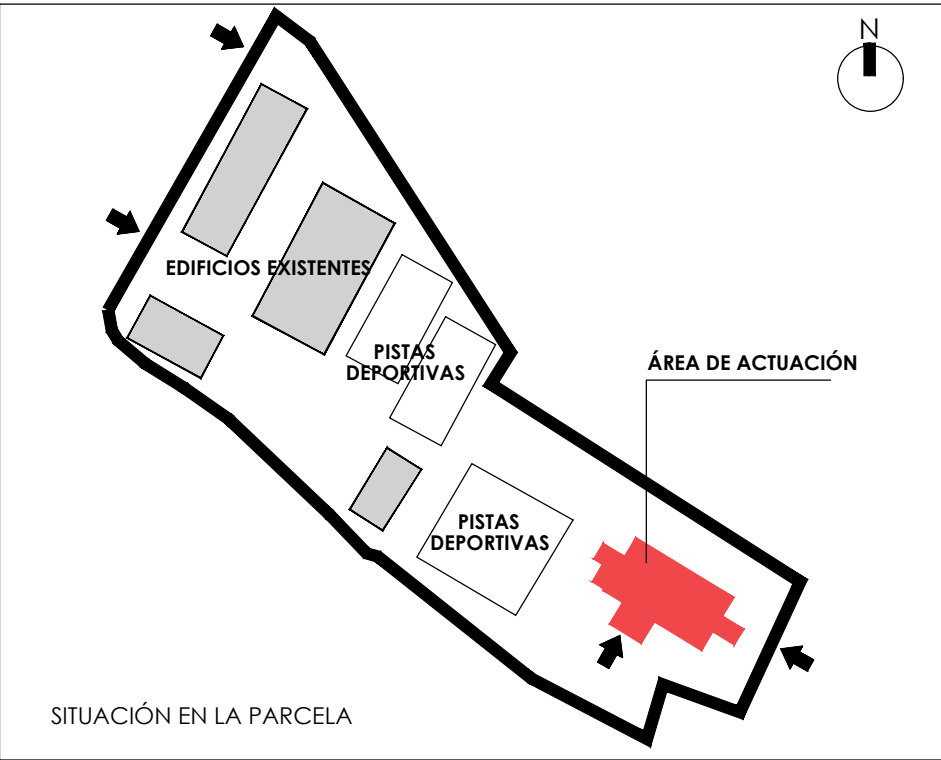 N
EDIFICIOS EXISTENTES
PISTAS
DEPORTIVAS
ÁREA DE ACTUACIÓN
PISTAS
DEPORTIVAS
SITUACIÓN EN LA PARCELA